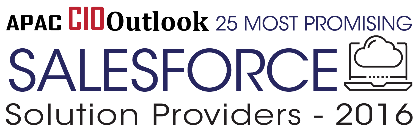 APAC CIOOutlook 25 MOST PROMISING
SALESFORCE
Solution Providers - 2016